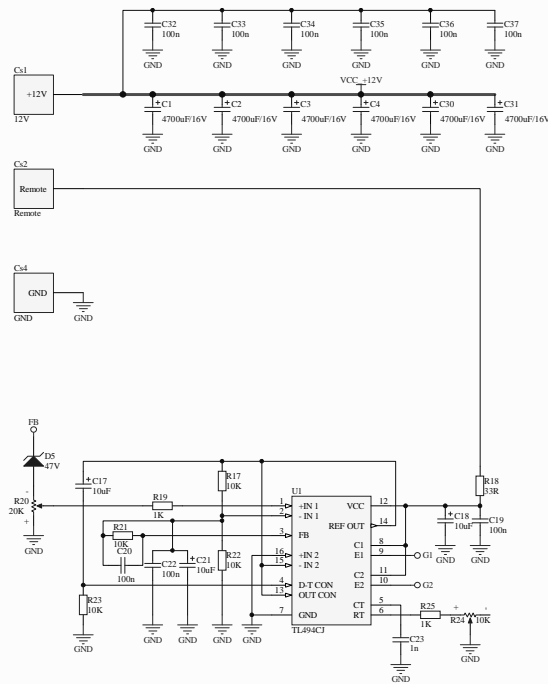 C32 C33 C34 C35 C36 C37
100n 100n 100n 100n 100n 100n
GND GND GND GND GND GND
Cs1
VCC_+12V
+12V
C1 C2 C3 C4 C30 C31
12V
4700uF/16V 4700uF/16V 4700uF/16V 4700uF/16V 4700uF/16V 4700uF/16V
GND GND GND GND GND GND
Cs2
Remote
Remote
Cs4
GND
GND
GND
FB
D5
47V
C17
10uF
R17
10K
R18
33R
R20
20K
-
+
GND
R19
1K
U1
1 +IN 1
2 - IN 1
3 FB
16 +IN 2
15 - IN 2
4 D-T CON
13 OUT CON
7 GND
VCC 12
REF OUT 14
C1 8
E1 9
C2 11
E2 10
CT 5
RT 6
TL494CJ
R21
10K
C20
100n
C22
100n
C21
10uF
R22
10K
C18
10uF
C19
100n
GND GND
G1
G2
R23
10K
R25
1K
+ -
R24 10K
C23
1n
GND
GND GND GND GND GND
GND